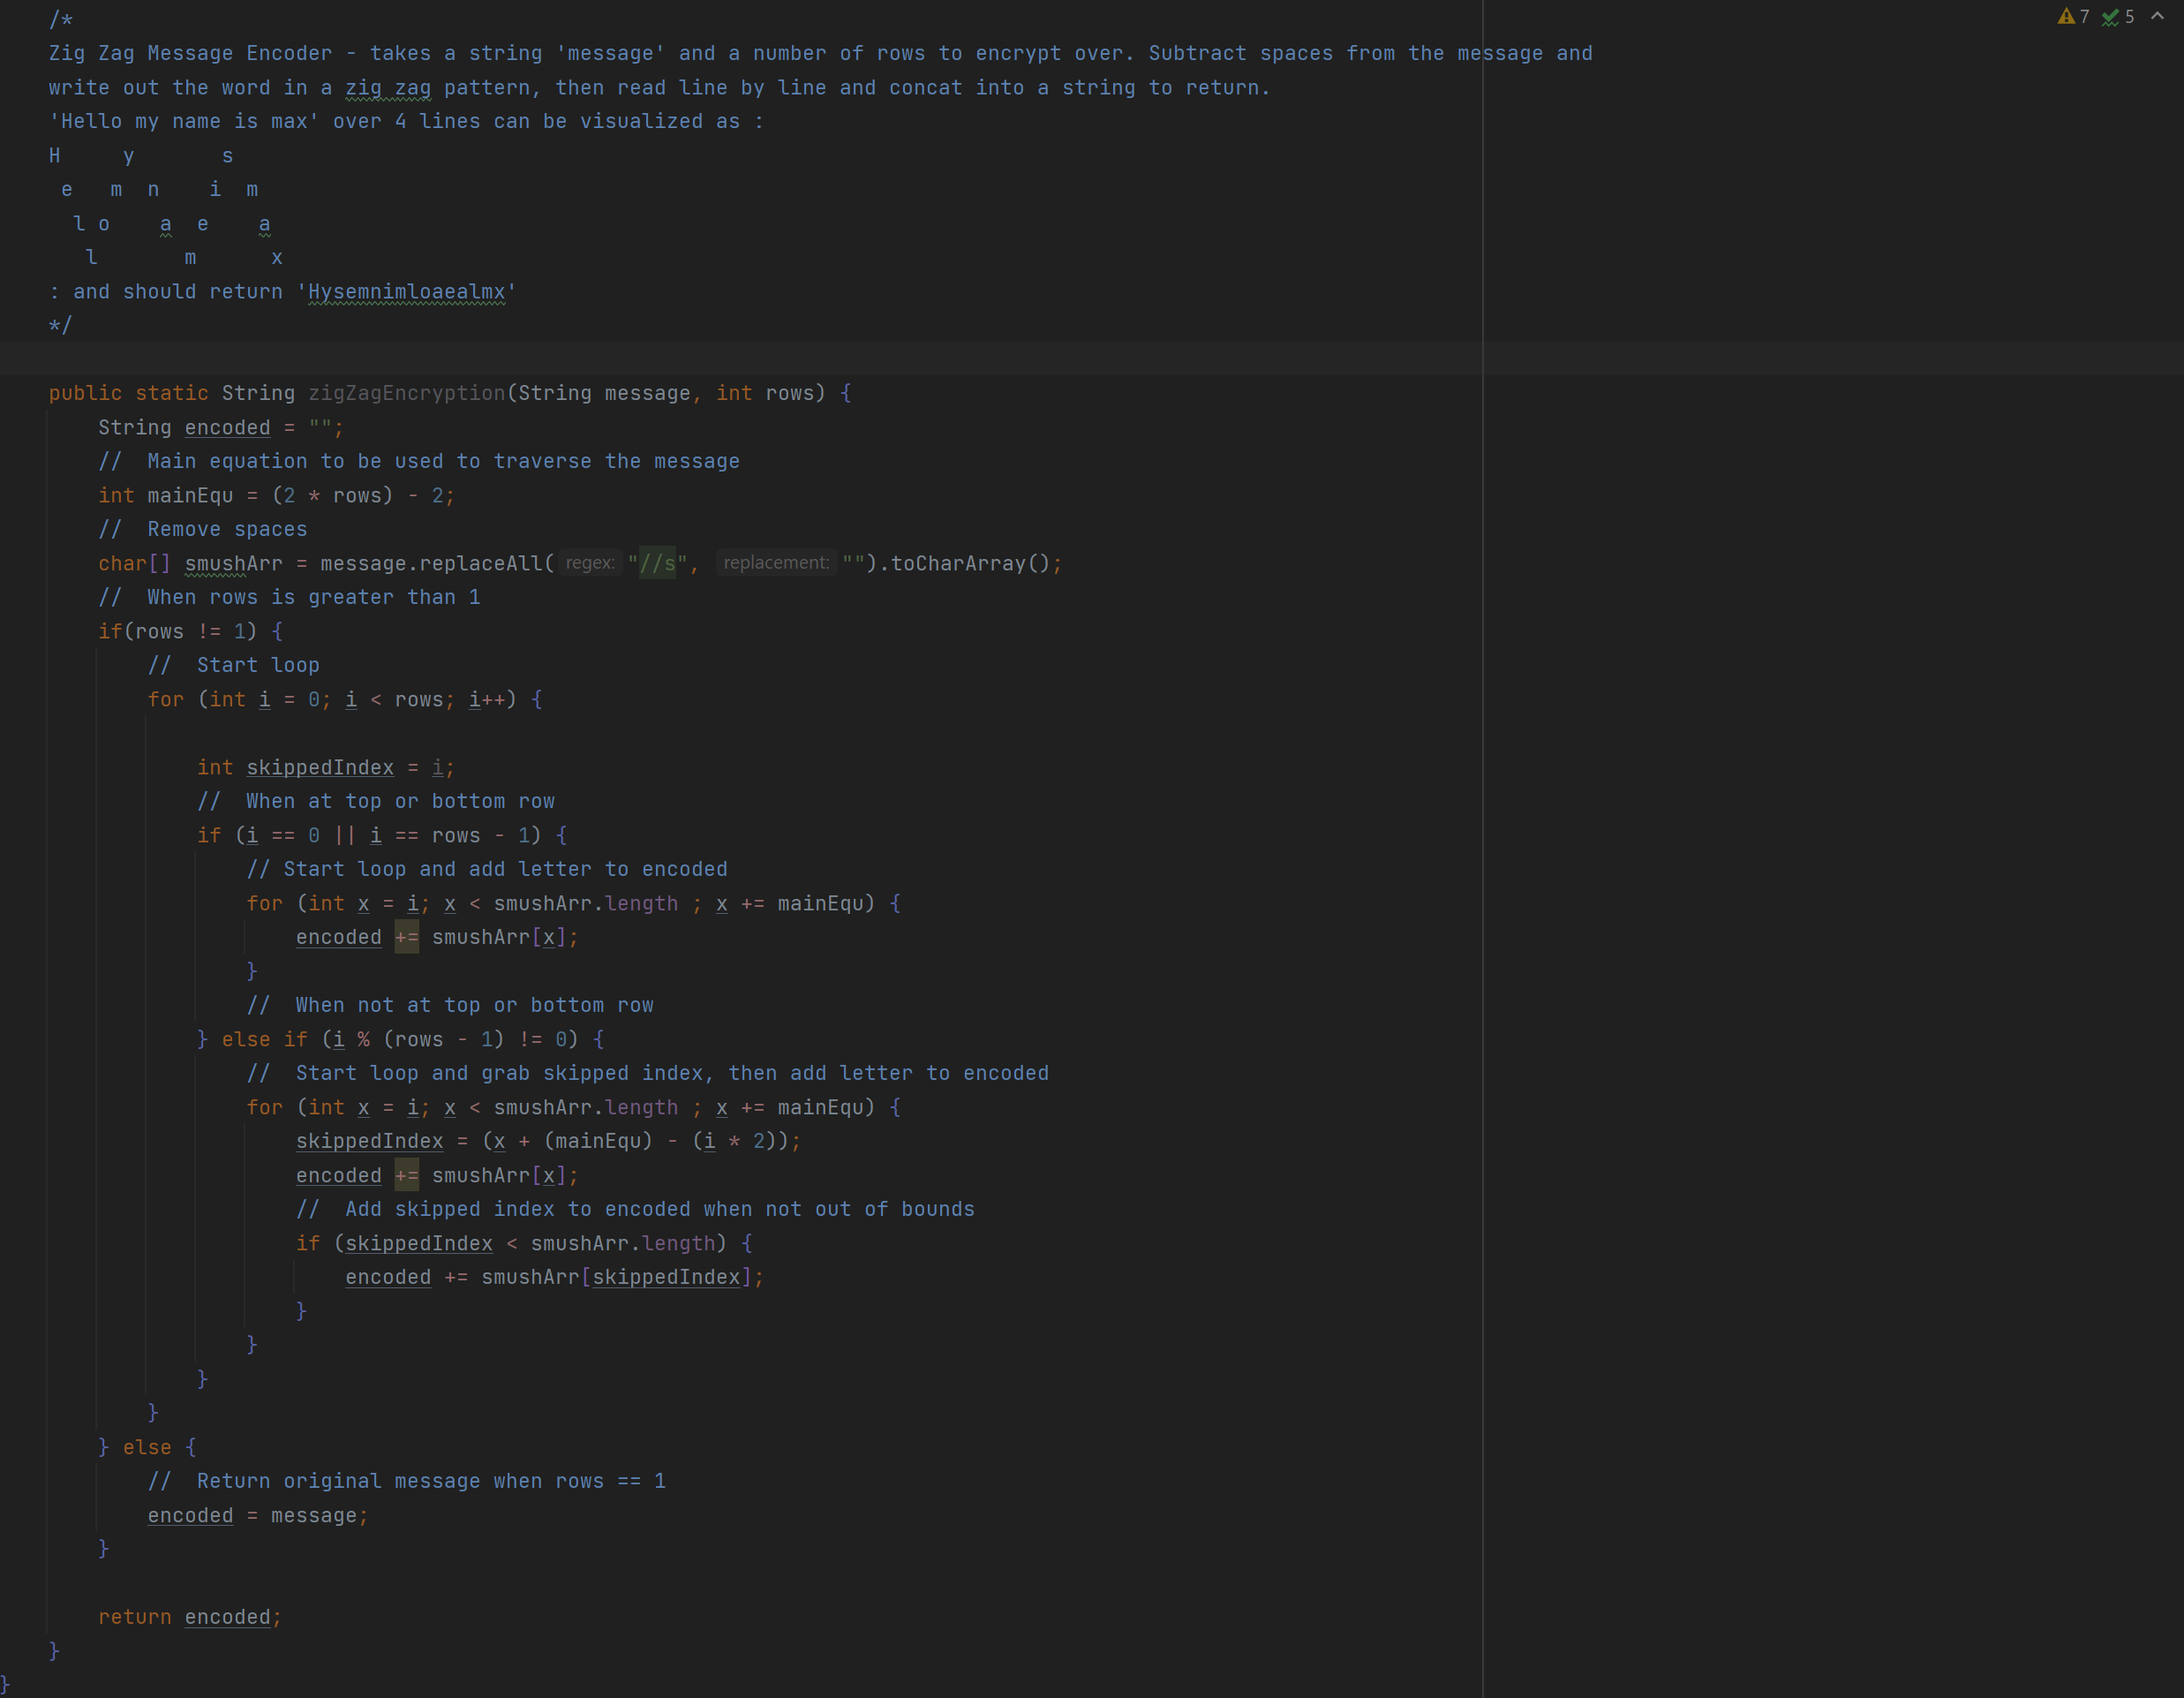 /*
7 5
Zig Zag Message Encoder - takes a string 'message' and a number of rows to encrypt over. Subtract spaces from the message and
write out the word in a zig zag pattern, then read line by line and concat into a string to return.
'Hello my name is max' over 4 lines can be visualized as :
H     y       s
 e   m  n    i  m
  l o    a  e    a
   l       m      x
: and should return 'Hysemnimloaealmx'
*/
public static String zigZagEncryption(String message, int rows) {
    String encoded = "";
    //  Main equation to be used to traverse the message
    int mainEqu = (2 * rows) - 2;
    //  Remove spaces
    char[] smushArr = message.replaceAll( regex: "//s", replacement: "").toCharArray();
    //  When rows is greater than 1
    if(rows != 1) {
        //  Start loop
        for (int i = 0; i < rows; i++) {
            int skippedIndex = i;
            //  When at top or bottom row
            if (i == 0 || i == rows - 1) {
                // Start loop and add letter to encoded
                for (int x = i; x < smushArr.length ; x += mainEqu) {
                    encoded += smushArr[x];
                }
                //  When not at top or bottom row
            } else if (i % (rows - 1) != 0) {
                //  Start loop and grab skipped index, then add letter to encoded
                for (int x = i; x < smushArr.length ; x += mainEqu) {
                    skippedIndex = (x + (mainEqu) - (i * 2));
                    encoded += smushArr[x];
                    //  Add skipped index to encoded when not out of bounds
                    if (skippedIndex < smushArr.length) {
                        encoded += smushArr[skippedIndex];
                    }
                }
            }
        }
    } else {
        //  Return original message when rows == 1
        encoded = message;
    }
    return encoded;
}
}